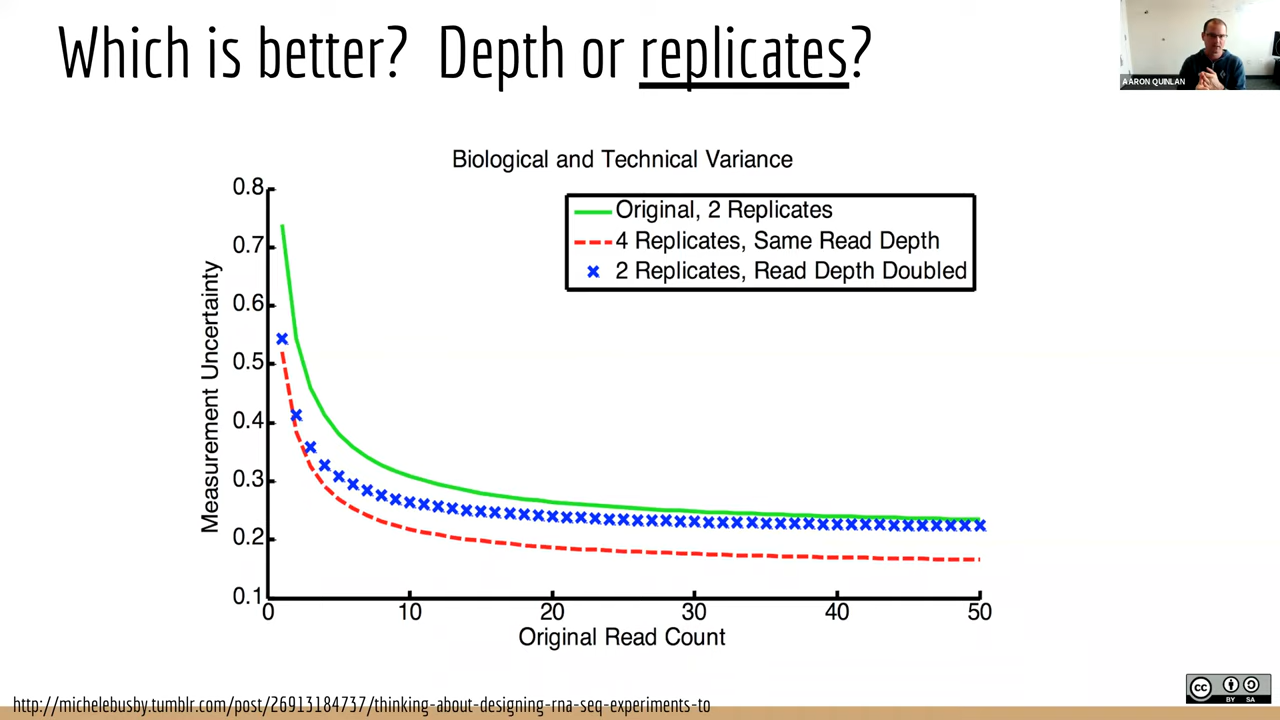 Which is better? Depth or replicates?
AARON QUINLAN
Biological and Technical Variance
Original, 2 Replicates
4 Replicates, Same Read Depth
2 Replicates, Read Depth Doubled
Measurement Uncertainty
0.8
0.7
0.6
0.5
0.4
0.3
0.2
0.1
0 10 20 30 40 50
Original Read Count
http://michelebusby.tumblr.com/post/26913184737/thinking-about-designing-rna-seq-experiments-to
cc
BY SA